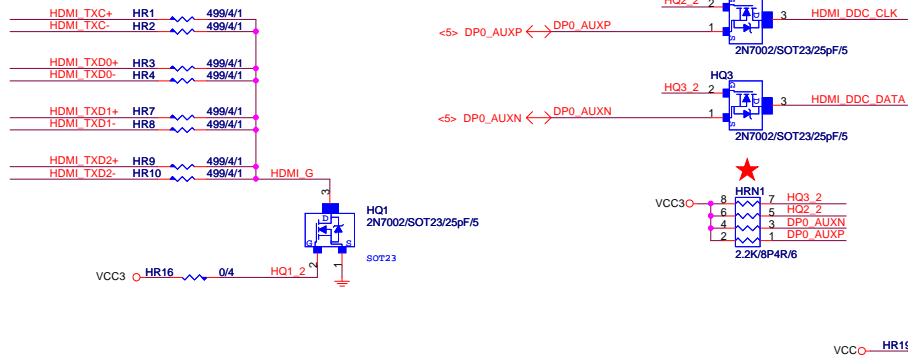 HDMI_TXC+ HR1 499/4/1
HDMI_TXC- HR2 499/4/1
HDMI_TXD0+ HR3 499/4/1
HDMI_TXD0- HR4 499/4/1
HDMI_TXD1+ HR7 499/4/1
HDMI_TXD1- HR8 499/4/1
HDMI_TXD2+ HR9 499/4/1
HDMI_TXD2- HR10 499/4/1 HDMI_G
3
D
G S
HQ1
2N7002/SOT23/25pF/5
SOT23
2 1
VCC3 HR16 0/4 HQ1_2
HQ2_2 2
D
S
3 HDMI_DDC_CLK
<5> DP0_AUXP DP0_AUXP 1
2N7002/SOT23/25pF/5
HQ3
HQ3_2 2
G
D
S
3 HDMI_DDC_DATA
<5> DP0_AUXN DP0_AUXN 1
2N7002/SOT23/25pF/5
HRN1
VCC3 8 7 HQ3_2
6 5 HQ2_2
4 3 DP0_AUXN
2 1 DP0_AUXP
2.2K/8P4R/6
VCC HR19